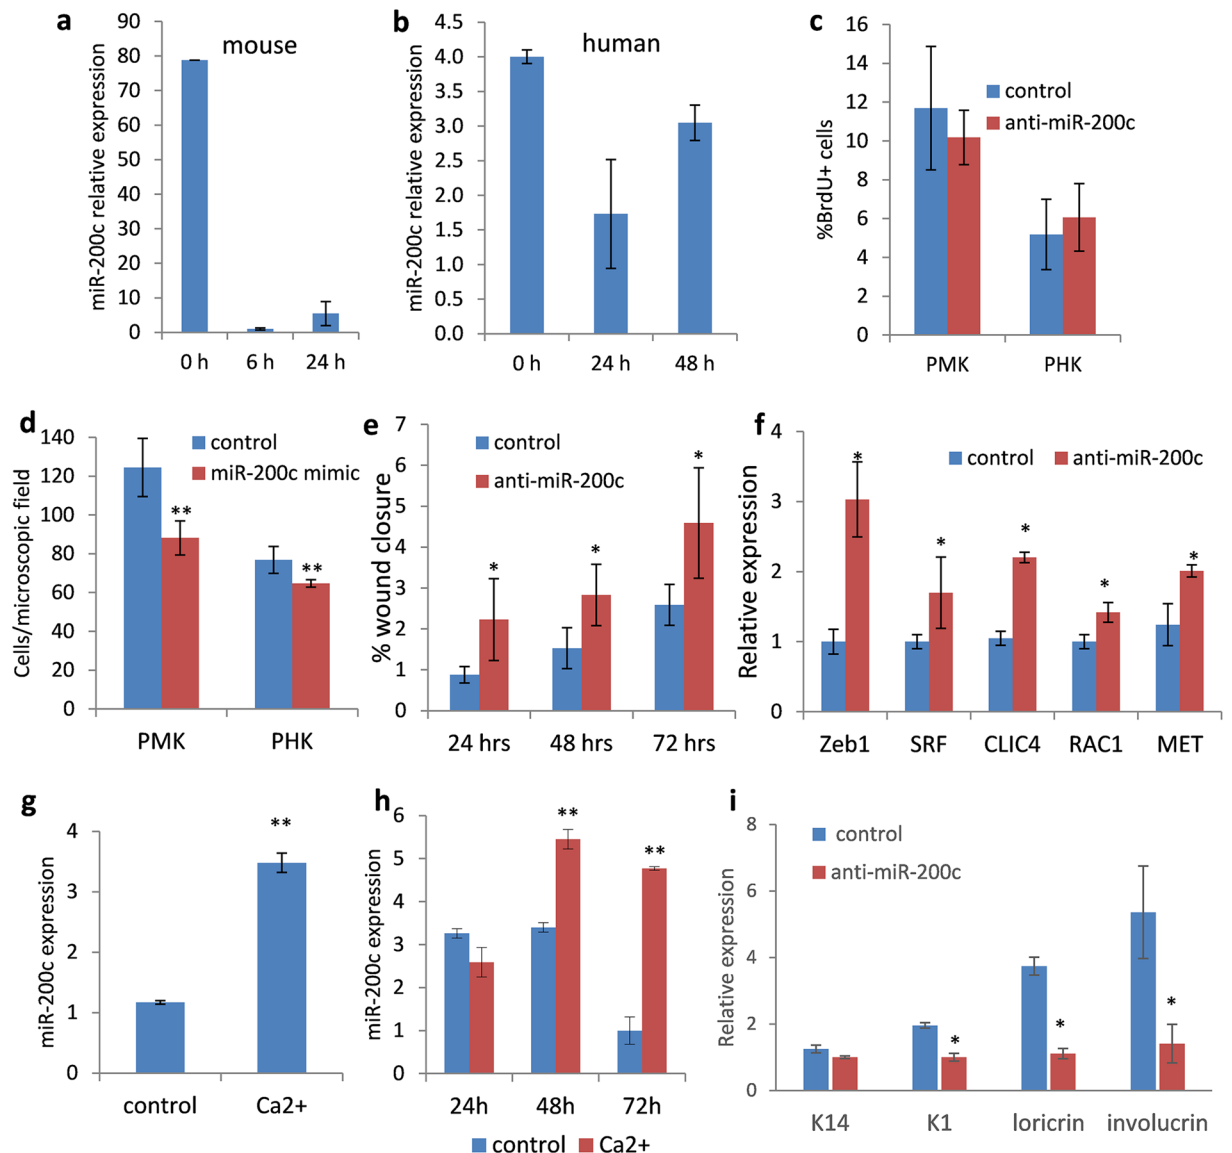 a
mouse
miR-200c relative expression
90
80
70
60
50
40
30
20
10
0
0 h 6 h 24 h
b
human
miR-200c relative expression
4.5
4.0
3.5
3.0
2.5
2.0
1.5
1.0
0.5
0.0
0h 24 h 48 h
c
%BrdU+ cells
16
14
12
10
8
6
4
2
0
control
anti-miR-200c
PMK PHK
d
Cells/microscopic field
140
120
100
80
60
40
20
0
control
miR-200c mimic
**
**
PMK PHK
e
% wound closure
7
6
5
4
3
2
1
0
control
anti-miR-200c
*
*
*
24 hrs 48 hrs 72 hrs
f
Relative expression
4
3
2
1
0
control anti-miR-200c
*
*
*
*
*
Zeb1 SRF CLIC4 RAC1 MET
g
miR-200c expression
4
3
2
1
0
**
control Ca2+
h
miR-200c expression
6
5
4
3
2
1
0
**
**
24h 48h 72h
control Ca2+
i
Relative expression
8
6
4
2
0
control
anti-miR-200c
*
*
*
K14 K1 loricrin involucrin